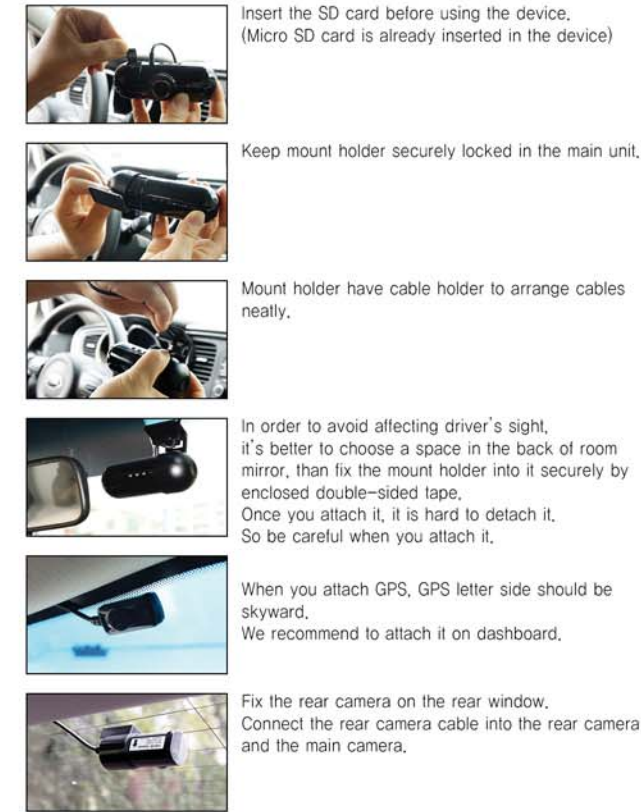 Insert the SD card before using the device.
(Micro SD card is already inserted in the device)
Keep mount holder securely locked in the main unit.
Mount holder have cable holder to arrange cables
neatly.
In order to avoid affecting driver's sight,
it's better to choose a space in the back of room
mirror, than fix the mount holder into it securely by
enclosed double-sided tape.
Once you attach it, it is hard to detach it.
So be careful when you attach it.
When you attach GPS, GPS letter side should be
skyward.
We recommend to attach it on dashboard.
Fix the rear camera on the rear window.
Connect the rear camera cable into the rear camera
and the main camera.